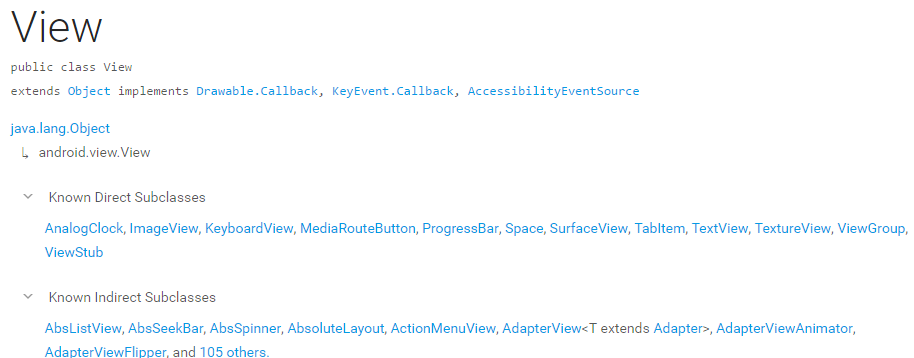 View
public class View
extends Object implements Drawable.Callback, KeyEvent.Callback, AccessibilityEventSource
java.lang.Object
↳ android.view.View
Known Direct Subclasses
AnalogClock, ImageView, KeyboardView, MediaRouteButton, ProgressBar, Space, SurfaceView, TabItem, TextView, TextureView, ViewGroup,
ViewStub
Known Indirect Subclasses
AbsListView, AbsSeekBar, AbsSpinner, AbsoluteLayout, ActionMenuView, AdapterView<T extends Adapter>, AdapterViewAnimator,
AdapterViewFlipper, and 105 others.